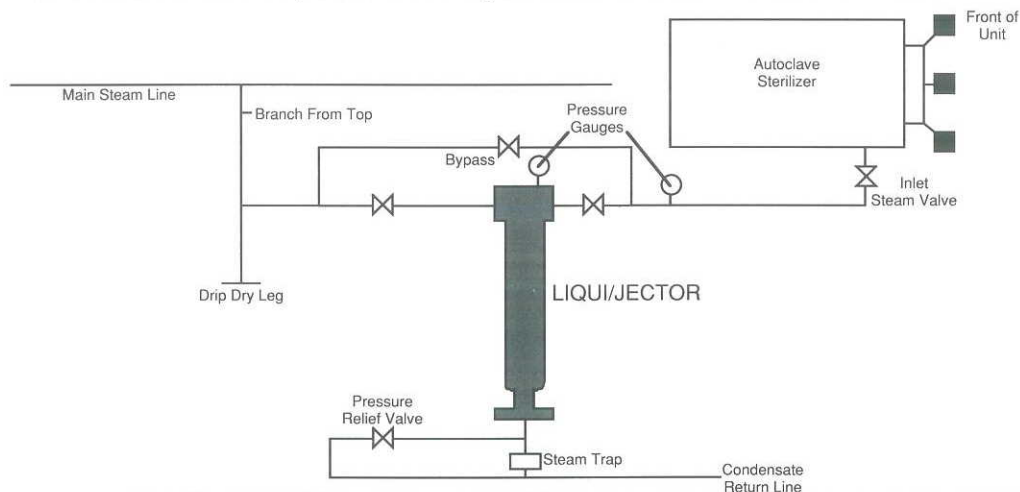 Front of
Unit
Autoclave
Sterilizer
Main Steam Line
Branch From Top
Pressure
Gauges
Bypass
Inlet
Steam Valve
Drip Dry Leg
LIQUI/JECTOR
Pressure
Relief Valve
Steam Trap
Condensate
Return Line